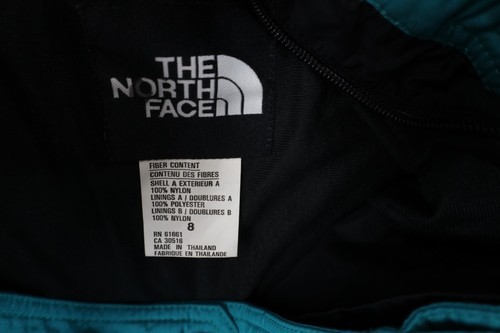 THE
NORTH
FACE
FIBER CONTENT
CONTENU DES FIBRES
SHELL A EXTERIEUR A
100% NYLON
LININGS A / DOUBLURES A
100% POLYESTER
LININGS B / DOUBLURES B
100% NYLON
8
RN 61661
CA 30516
MADE IN THAILAND
FABRIQUE EN THAILANDE